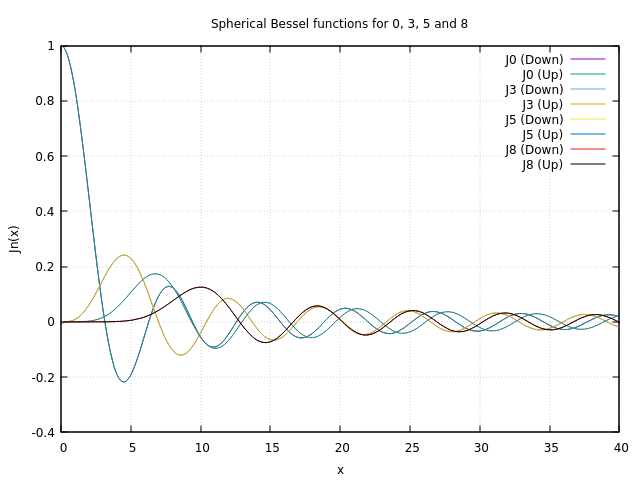 Spherical Bessel functions for 0, 3, 5 and 8
J0 (Down)
J0 (Up)
J3 (Down)
J3 (Up)
J5 (Down)
J5 (Up)
J8 (Down)
J8 (Up)
1
0.8
0.6
0.4
0.2
0
-0.2
-0.4
Jn(x)
0 5 10 15 20 25 30 35 40
x